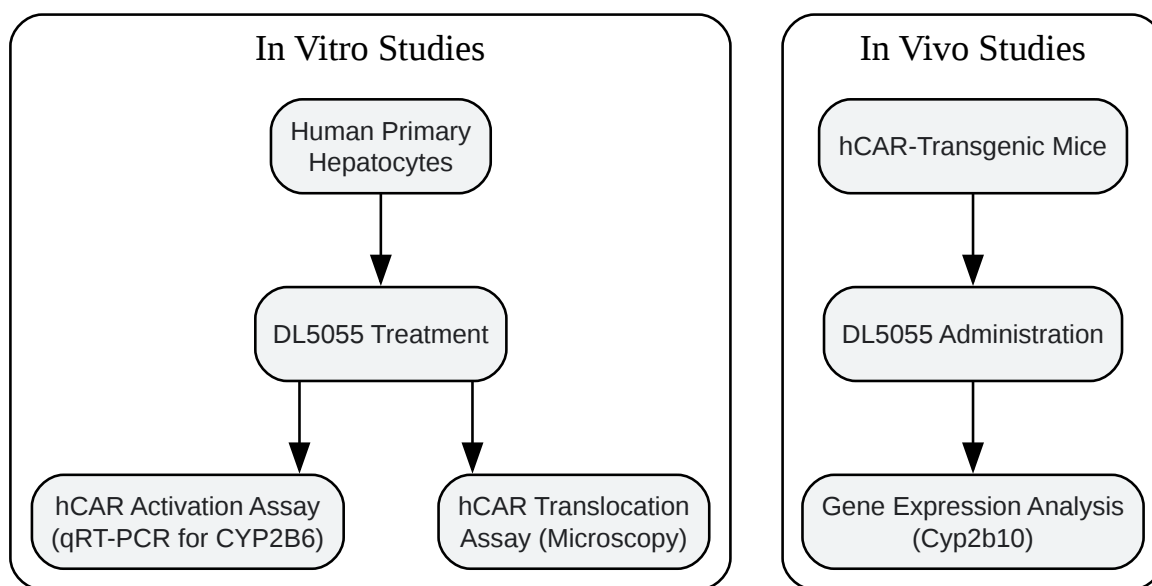 In Vitro Studies
Human Primary
Hepatocytes
DL5055 Treatment
hCAR Activation Assay
(qRT-PCR for CYP2B6)
hCAR Translocation
Assay (Microscopy)
In Vivo Studies
hCAR-Transgenic Mice
DL5055 Administration
Gene Expression Analysis
(Cyp2b10)